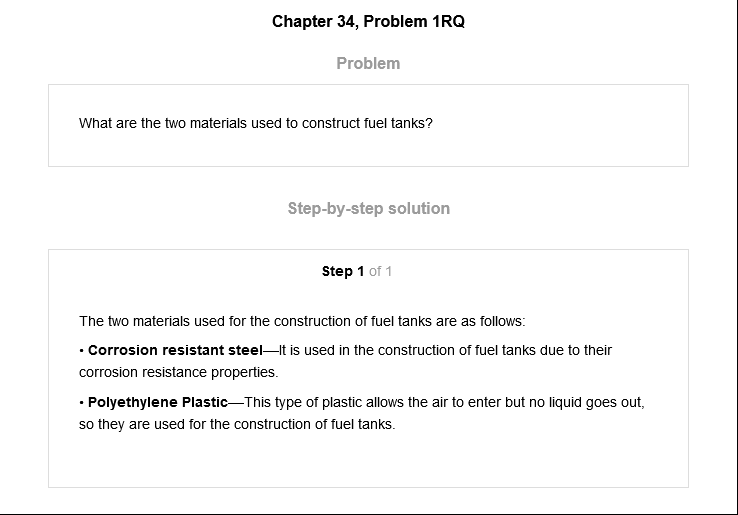 Chapter 34, Problem 1RQ
Problem
What are the two materials used to construct fuel tanks?
Step-by-step solution
Step 1 of 1
The two materials used for the construction of fuel tanks are as follows:
• Corrosion resistant steel—It is used in the construction of fuel tanks due to their
corrosion resistance properties.
• Polyethylene Plastic—This type of plastic allows the air to enter but no liquid goes out,
so they are used for the construction of fuel tanks.